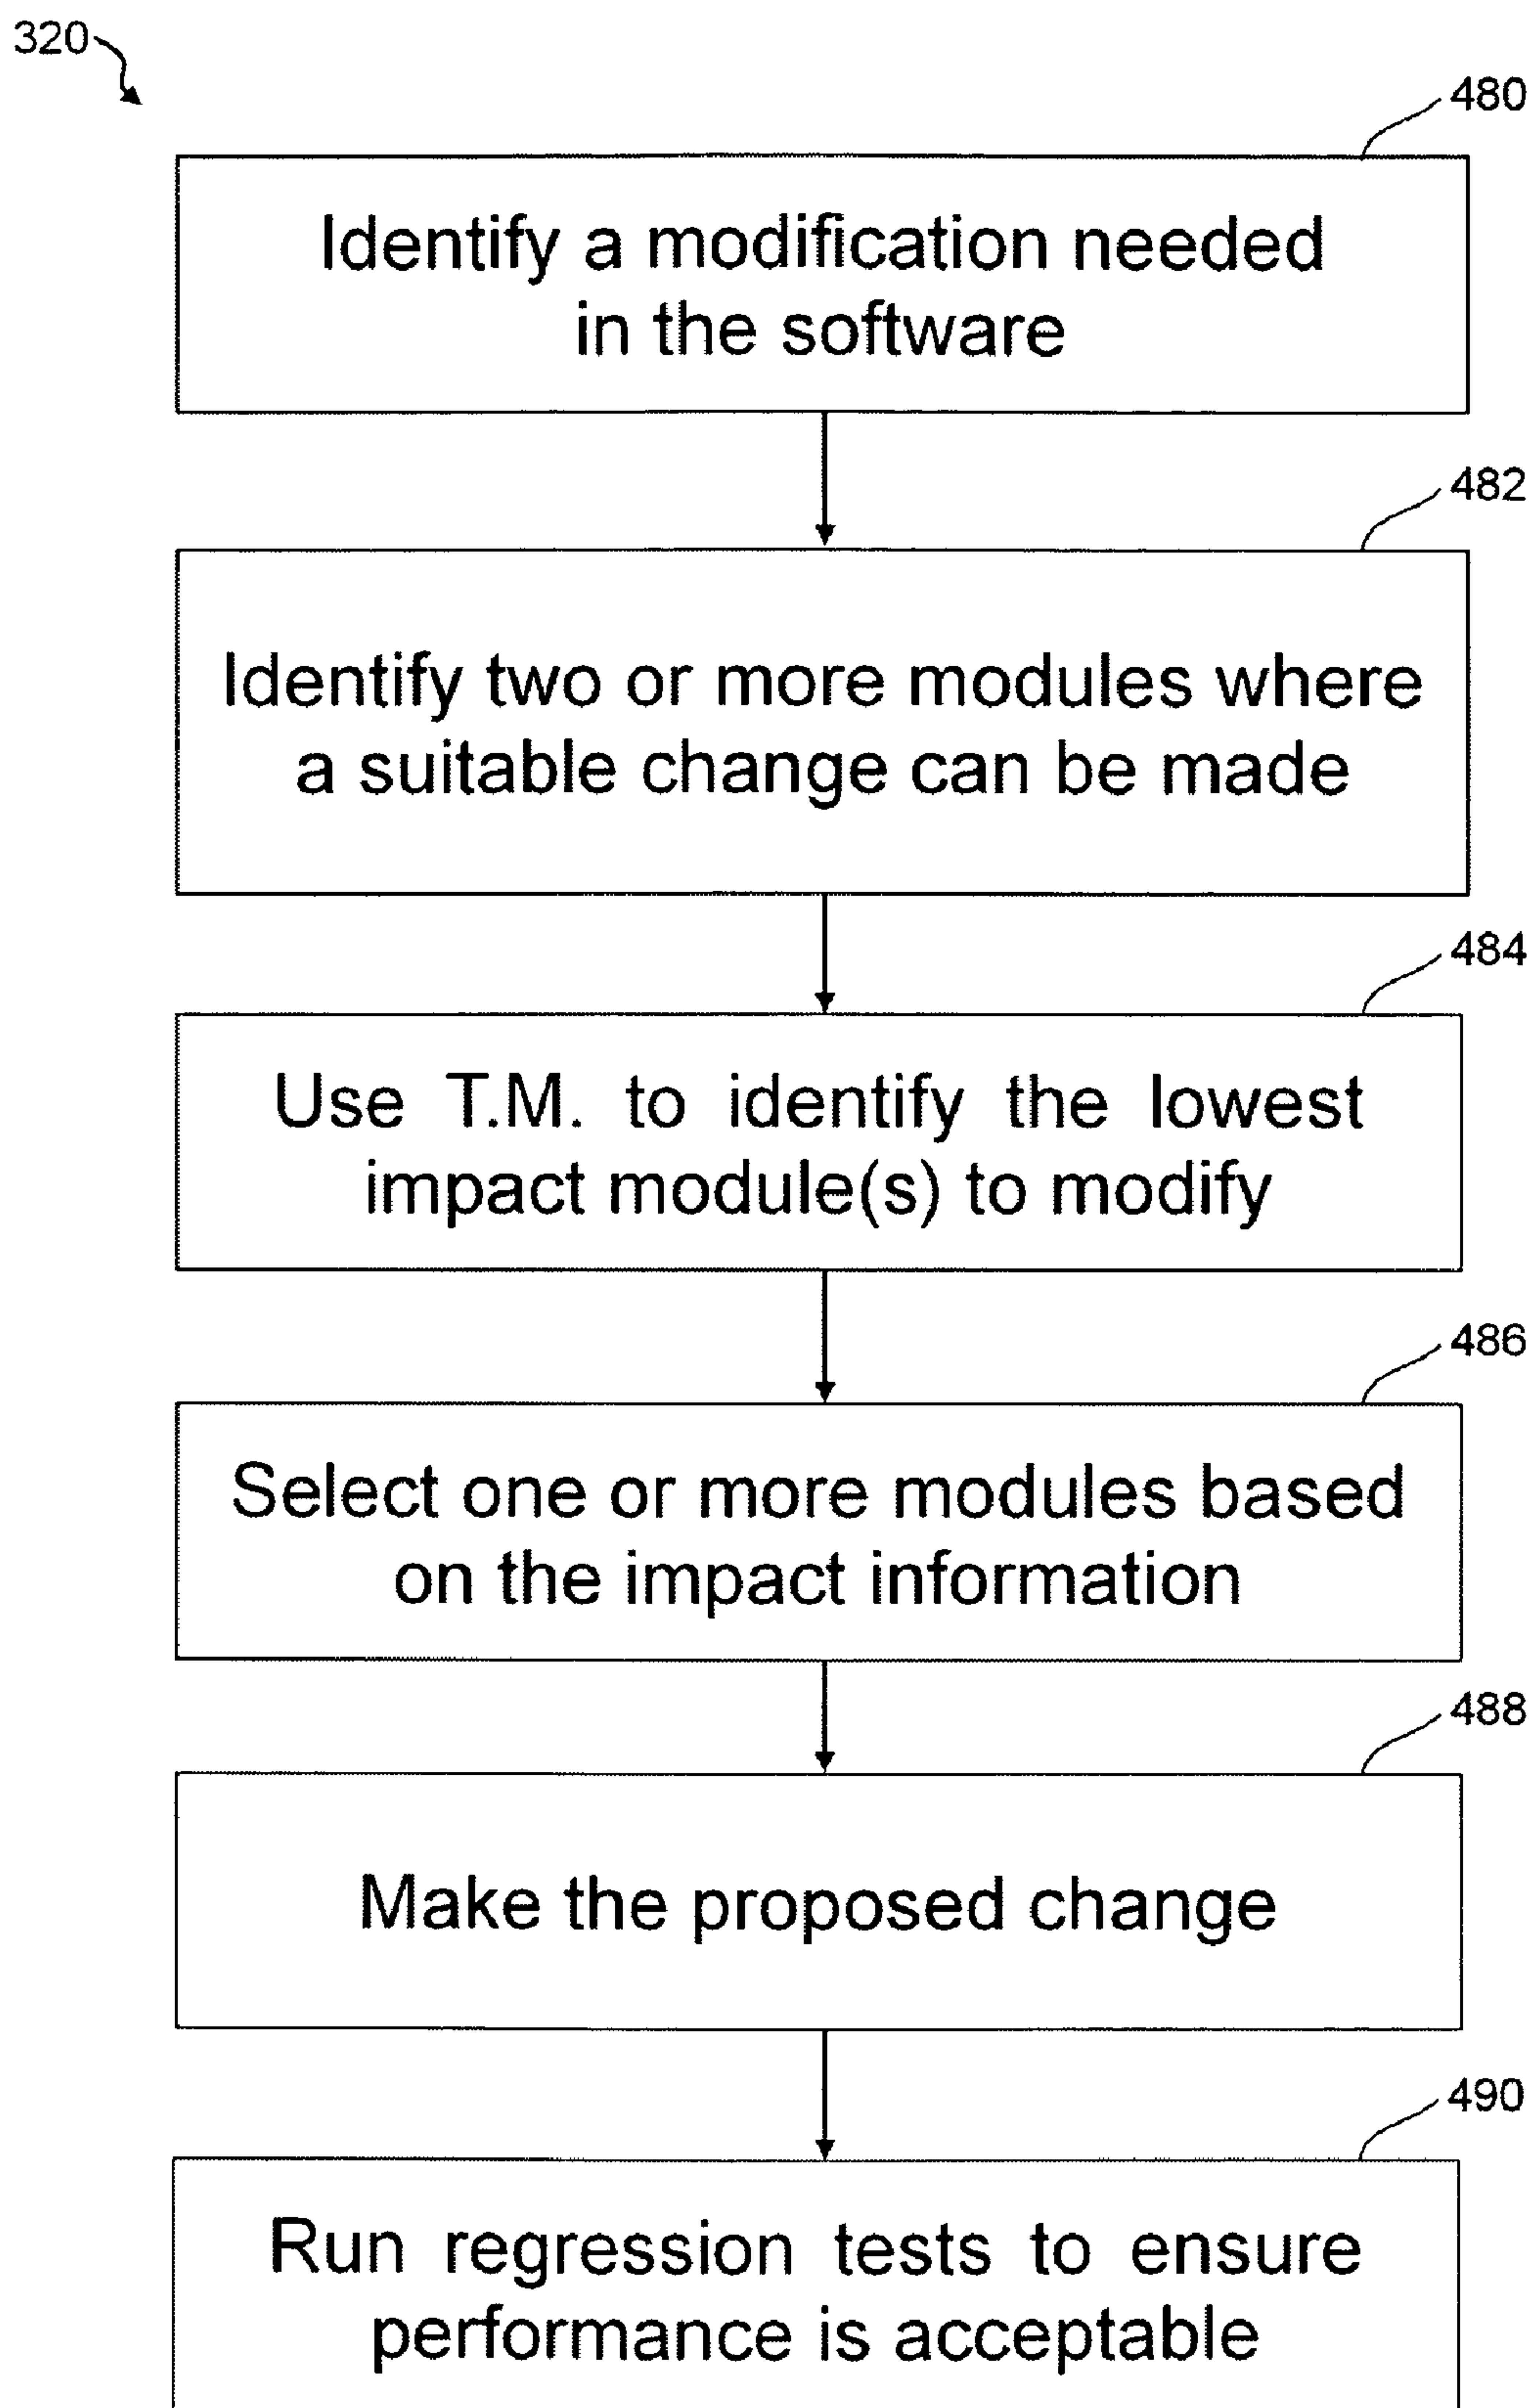 320
480
Identify a modification needed
in the software
482
Identify two or more modules where
a suitable change can be made
484
Use T.M. to identify the lowest
impact module(s) to modify
486
Select one or more modules based
on the impact information
488
Make the proposed change
490
Run regression tests to ensure
performance is acceptable